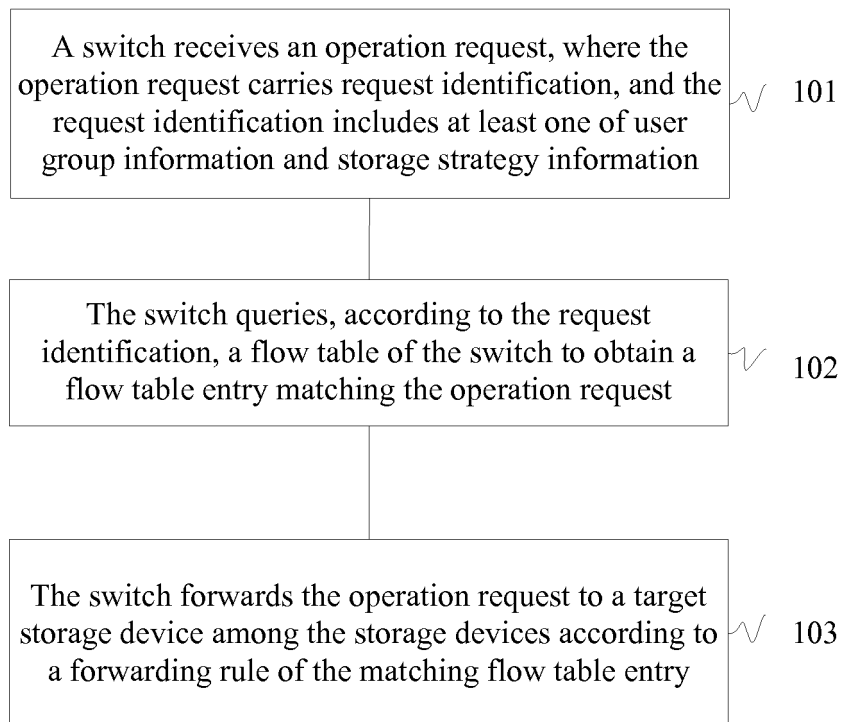 A switch receives an operation request, where the
operation request carries request identification, and the
request identification includes at least one of user
group information and storage strategy information
101
The switch queries, according to the request
identification, a flow table of the switch to obtain a
flow table entry matching the operation request
102
The switch forwards the operation request to a target
storage device among the storage devices according to
a forwarding rule of the matching flow table entry
103